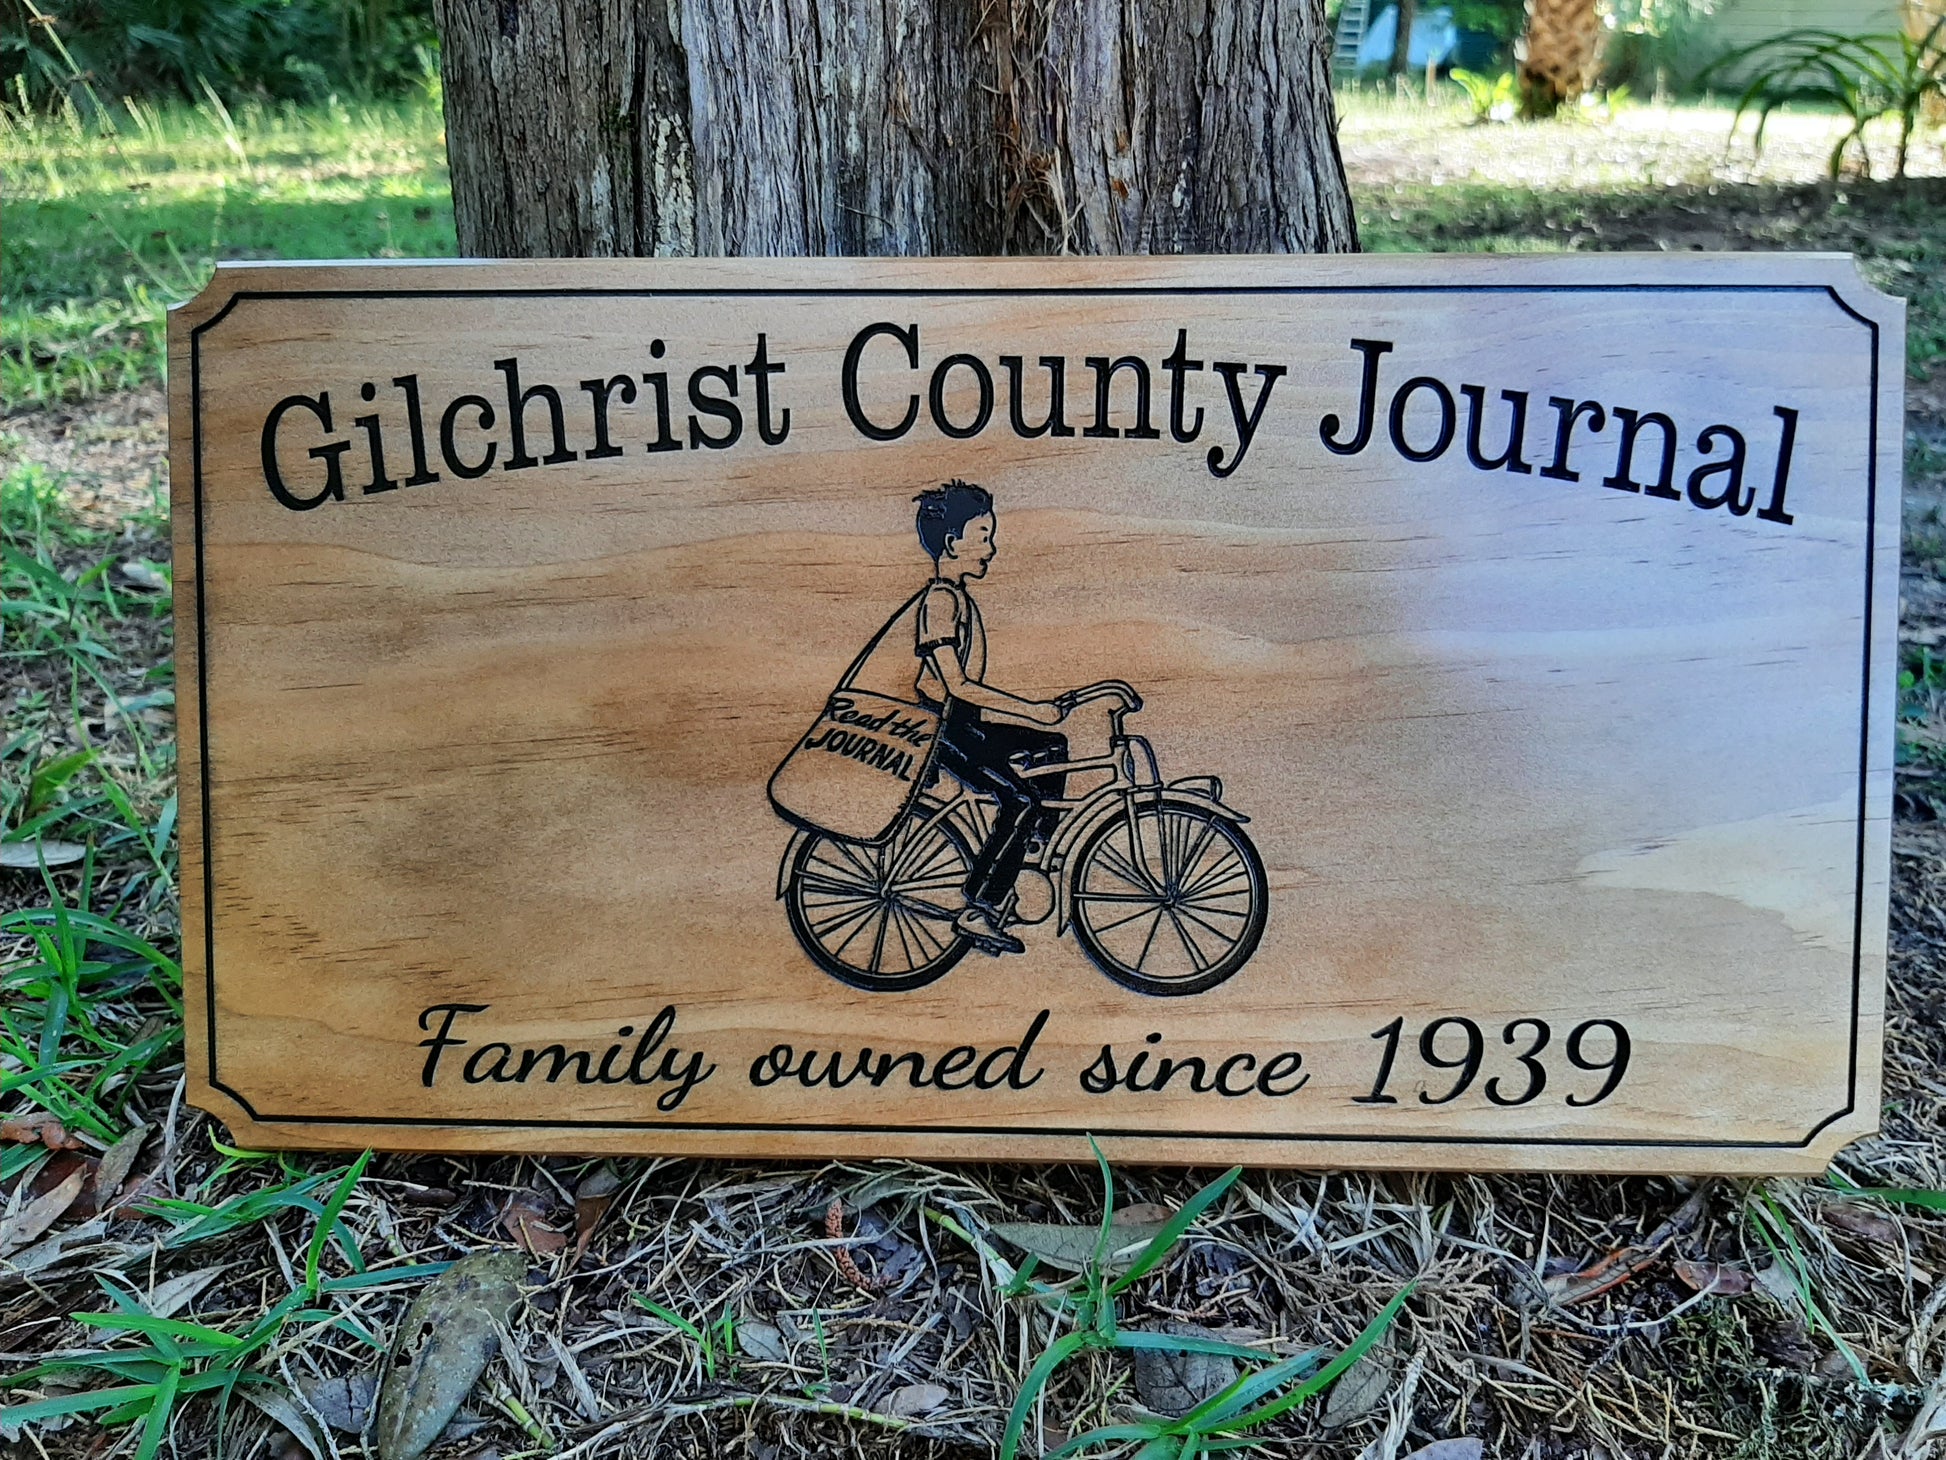 Gilchrist County Journal
Read the
JOURNAL
Family owned since 1939